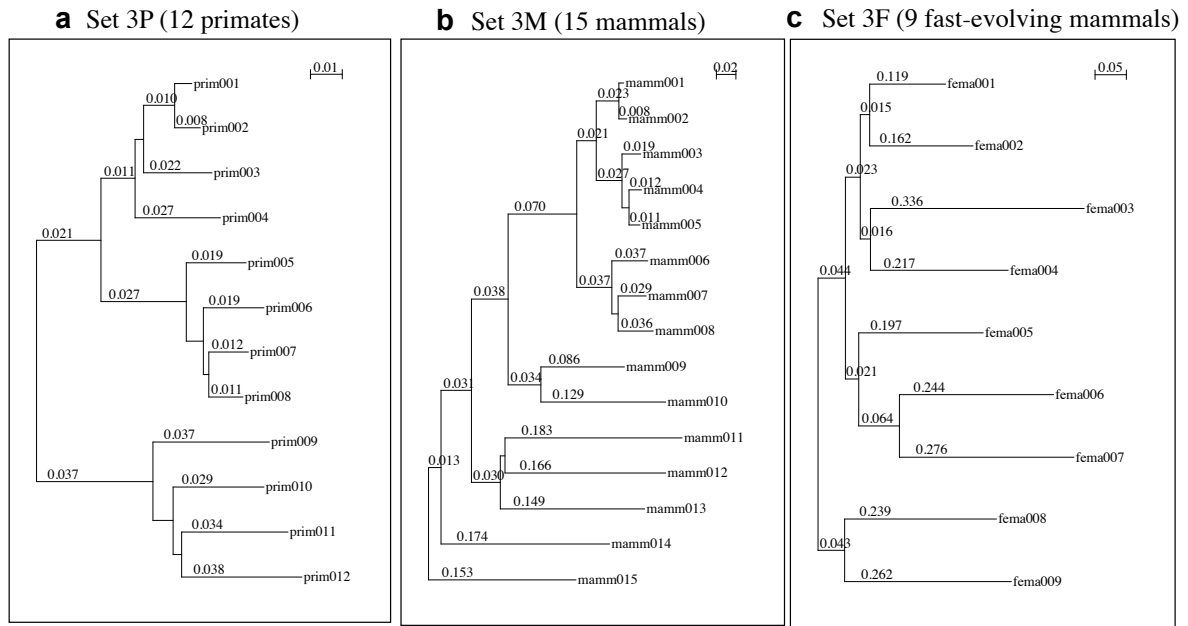 a Set 3P (12 primates)
0.01
prim001
0.010
0.008
prim002
0.022
prim003
0.011
0.027
prim004
0.021
0.019
prim005
0.027
0.019
prim006
0.012
prim007
0.011
prim008
0.037
prim009
0.037
0.029
prim010
0.034
prim011
0.038
prim012
b Set 3M (15 mammals)
0.02
mamm001
0.023
0.008
mamm002
0.021
0.019
mamm003
0.027
0.012
mamm004
0.011
mamm005
0.070
0.037
mamm006
0.037
0.029
mamm007
0.036
mamm008
0.038
0.086
mamm009
0.034
0.129
mamm010
0.031
0.183
mamm011
0.013
0.166
mamm012
0.030
0.149
mamm013
0.174
mamm014
0.153
mamm015
c Set 3F (9 fast-evolving mammals)
0.05
0.119
fema001
0.015
0.162
fema002
0.023
0.336
fema003
0.016
0.217
fema004
0.044
0.197
fema005
0.021
0.244
fema006
0.064
0.276
fema007
0.239
fema008
0.043
0.262
fema009